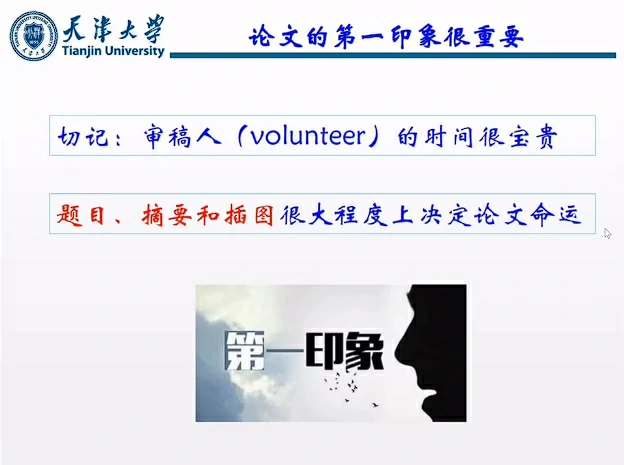 天津大学
Tianjin University
论文的第一印象很重要
切记：审稿人（volunteer）的时间很宝贵
题目、摘要和插图很大程度上决定论文命运
第一印象